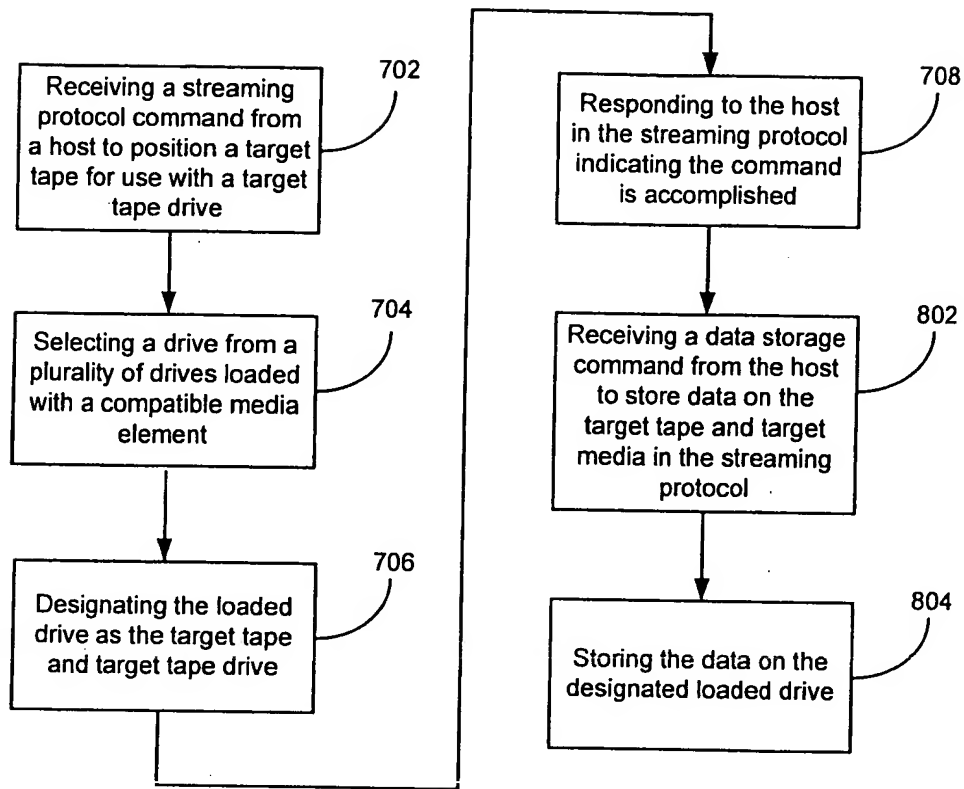 702
Receiving a streaming
protocol command from
a host to position a target
tape for use with a target
tape drive
704
Selecting a drive from a
plurality of drives loaded
with a compatible media
element
706
Designating the loaded
drive as the target tape
and target tape drive
708
Responding to the host
in the streaming protocol
indicating the command
is accomplished
802
Receiving a data storage
command from the host
to store data on the
target tape and target
media in the streaming
protocol
804
Storing the data on the
designated loaded drive